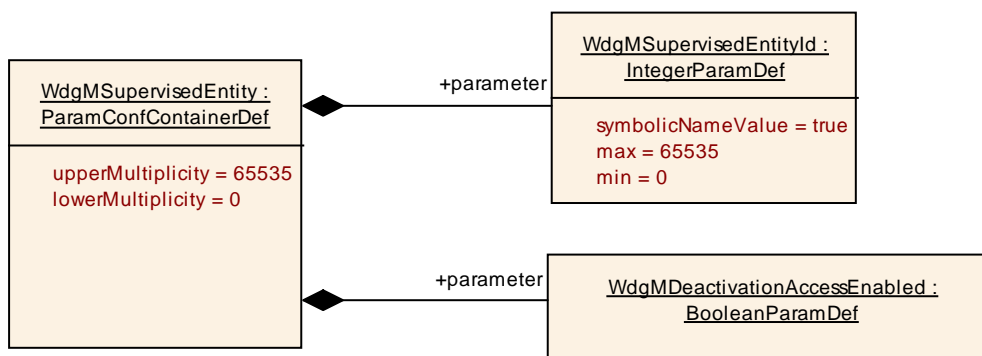 WdgMSupervisedEntity :
ParamConfContainerDef
upperMultiplicity = 65535
lowerMultiplicity = 0
+parameter
WdgMSupervisedEntityId :
IntegerParamDef
symbolicNameValue = true
max = 65535
min = 0
+parameter
WdgMDeactivationAccessEnabled :
BooleanParamDef